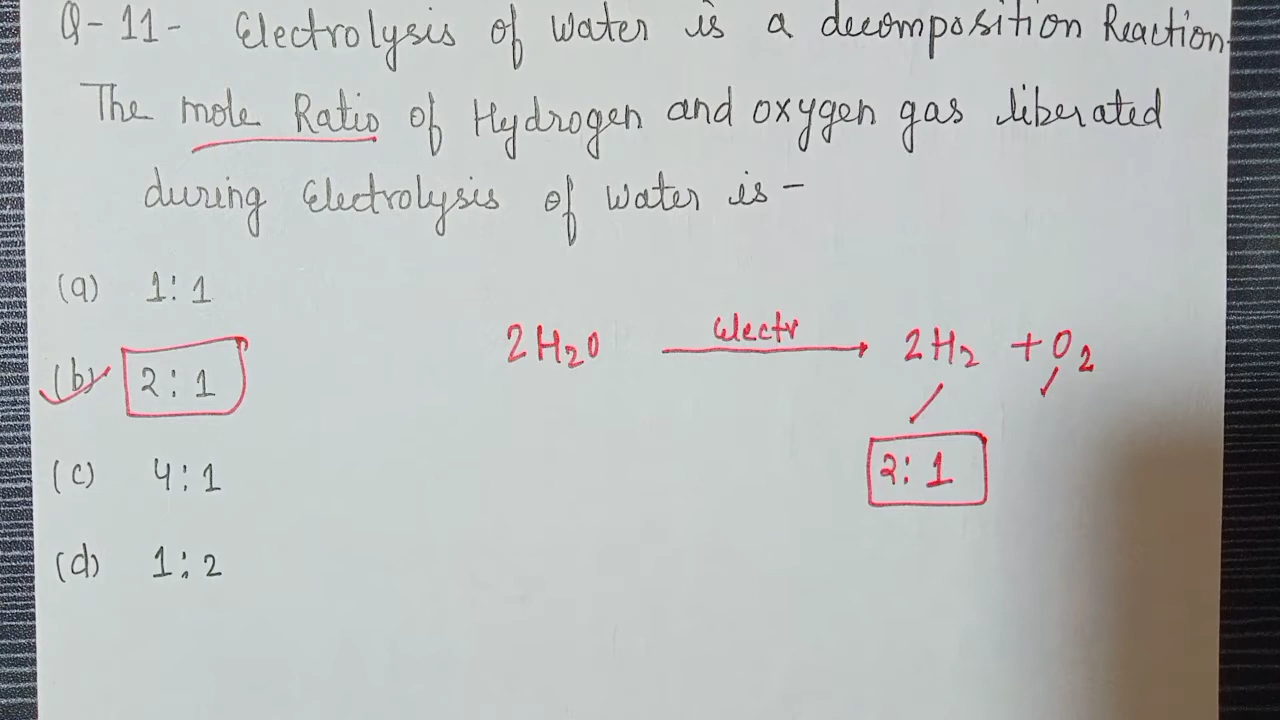 Q-11- Electrolysis of water is a decomposition Reaction.
The mole Ratio of Hydrogen and oxygen gas liberated
during Electrolysis of water is -
(a) 1:1
(b) 2:1
(c) 4:1
(d) 1:2
electr
2H₂O → 2H₂ + O₂
2:1